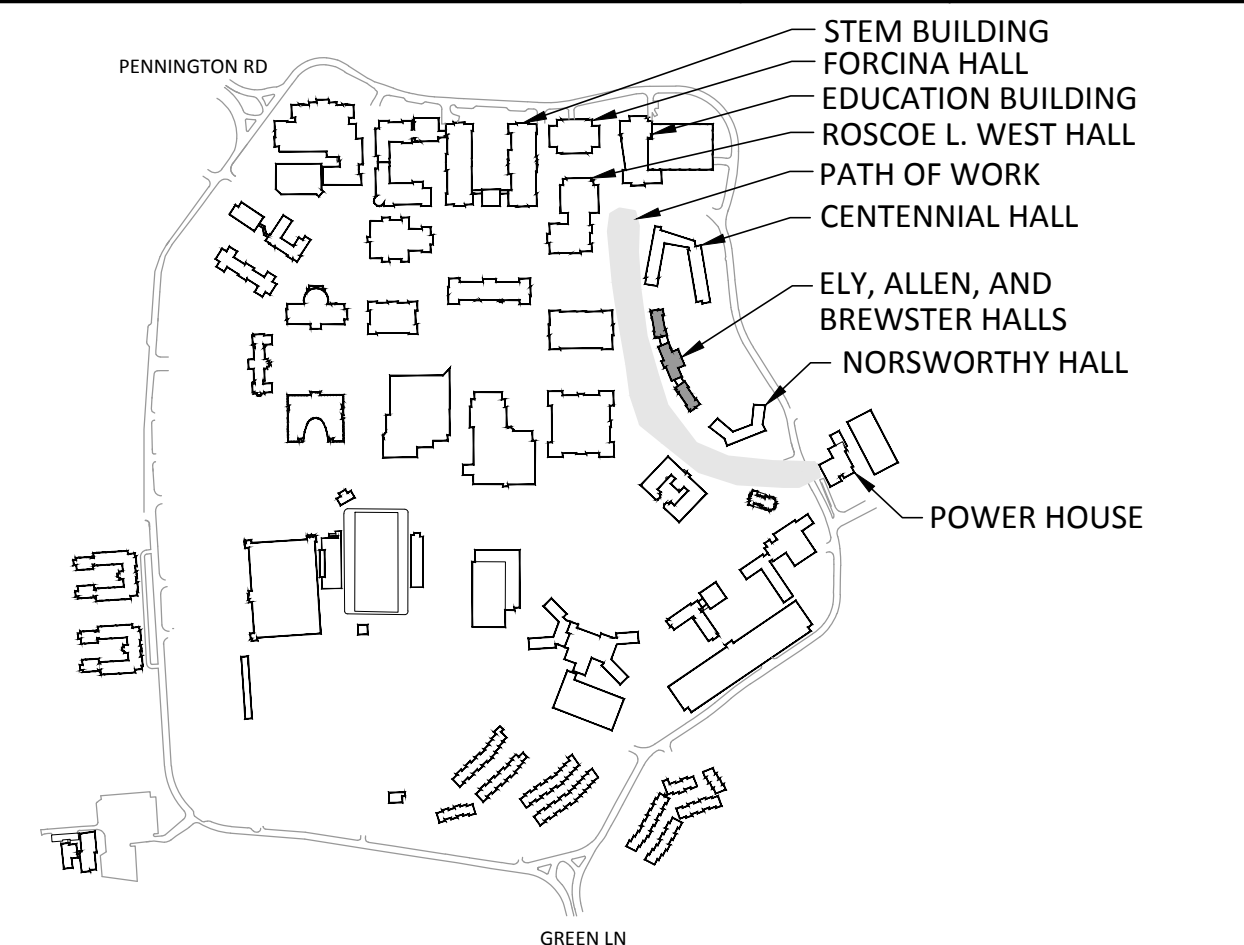 STEM BUILDING
PENNINGTON RD
FORCINA HALL
EDUCATION BUILDING
ROSCOE L. WEST HALL
PATH OF WORK
CENTENNIAL HALL
ELY, ALLEN, AND
BREWSTER HALLS
NORSWORTHY HALL
POWER HOUSE
GREEN LN